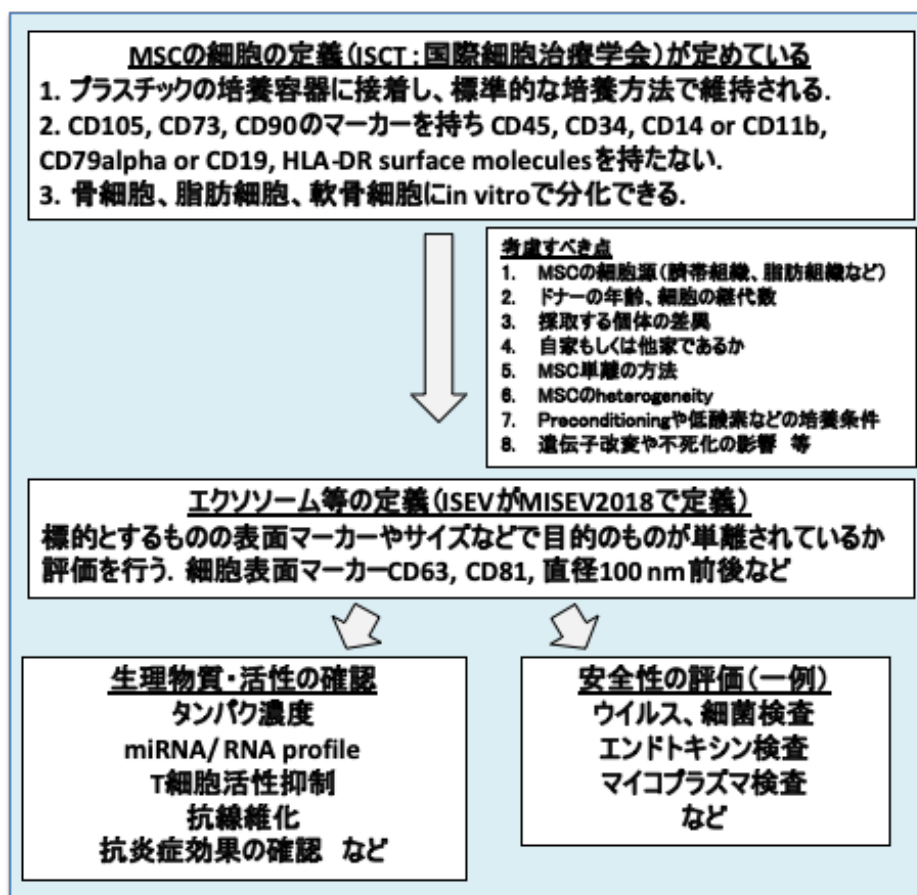 MSCの細胞の定義(ISCT：国際細胞治療学会)が定めている
1. プラスチックの培養容器に接着し、標準的な培養方法で維持される.
2. CD105, CD73, CD90のマーカーを持ち CD45, CD34, CD14 or CD11b,
CD79alpha or CD19, HLA-DR surface moleculesを持たない.
3. 骨細胞、脂肪細胞、軟骨細胞にin vitroで分化できる.
考慮すべき点
1. MSCの細胞源(臍帯組織、脂肪組織など)
2. ドナーの年齢、細胞の継代数
3. 採取する個体の差異
4. 自家もしくは他家であるか
5. MSC単離の方法
6. MSCのheterogeneity
7. Preconditioningや低酸素などの培養条件
8. 遺伝子改変や不死化の影響 等
エクソソーム等の定義(ISEVがMISEV2018で定義)
標的とするものの表面マーカーやサイズなどで目的のものが単離されているか
評価を行う. 細胞表面マーカーCD63, CD81, 直径100 nm前後など
生理物質・活性の確認
タンパク濃度
miRNA/ RNA profile
T細胞活性抑制
抗線維化
抗炎症効果の確認 など
安全性の評価(一例)
ウイルス、細菌検査
エンドトキシン検査
マイコプラズマ検査
など